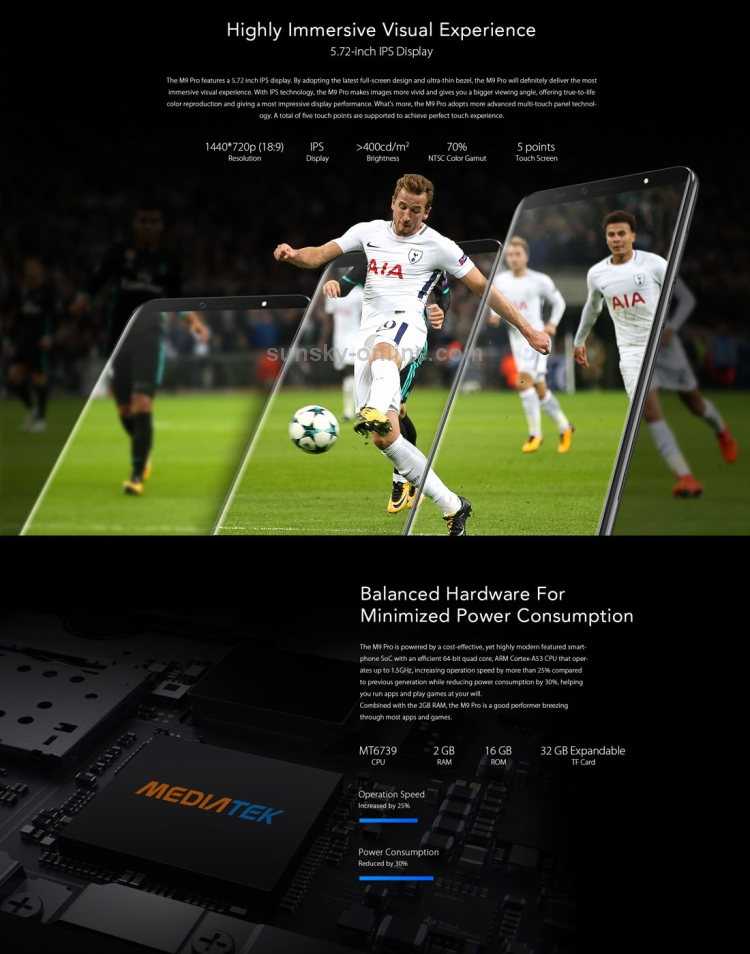 Highly Immersive Visual Experience
5.72-inch IPS Display
The M9 Pro features a 5.72 inch IPS display. By adopting the latest full-screen design and ultra-thin bezel, the M9 Pro will definitely deliver the most
immersive visual experience. With IPS technology, the M9 Pro makes images more vivid and gives you a bigger viewing angle, offering true-to-life
color reproduction and giving a most impressive display performance. What's more, the M9 Pro adopts more advanced multi-touch panel technol-
ogy. A total of five touch points are supported to achieve perfect touch experience.
1440*720p (18:9) IPS >400cd/m² 70% 5 points
Resolution Display Brightness NTSC Color Gamut Touch Screen
AIA
AIA
sunsky-online.com
Balanced Hardware For
Minimized Power Consumption
The M9 Pro is powered by a cost-effective, yet highly modern featured smart-
phone SoC with an efficient 64-bit quad core, ARM Cortex-A53 CPU that oper-
ates up to 1.5GHz, increasing operation speed by more than 25% compared
to previous generation while reducing power consumption by 30%, helping
you run apps and play games at your will.
Combined with the 2GB RAM, the M9 Pro is a good performer breezing
through most apps and games.
MT6739 2 GB 16 GB 32 GB Expandable
CPU RAM ROM TF Card
MEDIATEK
Operation Speed
Increased by 25%
Power Consumption
Reduced by 30%